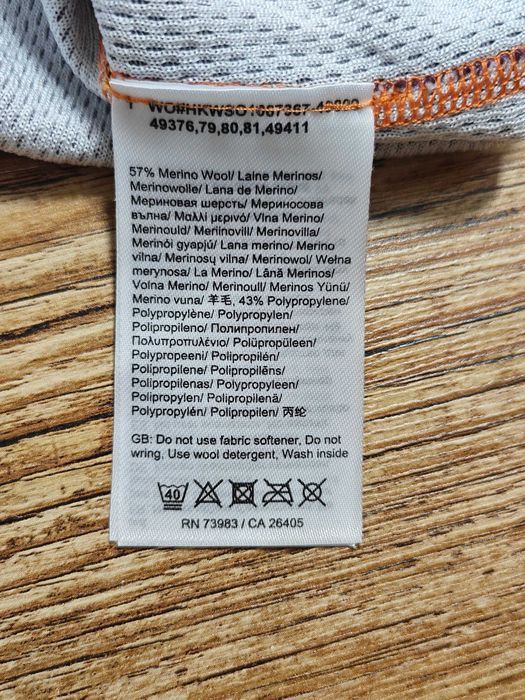 49376,79,80,81,49411
57% Merino Wool/ Laine Merinos/
Merinowolle/ Lana de Merino/
Мериновая шерсть/ Мериносова
вълна/ Μαλλί μερινό/ Vlna Merino/
Merinould/ Meriinovill/ Merinovilla/
Merinói gyapjú/ Lana merino/ Merino
vilna/ Merinosų vilna/ Merinowol/ Wełna
merynosa/ La Merino/ Lână Merinos/
Volna Merino/ Merinoull/ Merinos Yünü/
Merino vuna/ 羊毛, 43% Polypropylene/
Polypropylène/ Polypropylen/
Polipropileno/ Полипропилен/
Πολυπροπυλένιο/ Polüpropüleen/
Polypropeeni/ Polipropilén/
Polipropilene/ Polipropilēns/
Polipropilenas/ Polypropyleen/
Polipropylen/ Polipropilenă/
Polypropylén/ Polipropilen/ 丙纶
GB: Do not use fabric softener, Do not
wring, Use wool detergent, Wash inside
40
RN 73983 / CA 26405